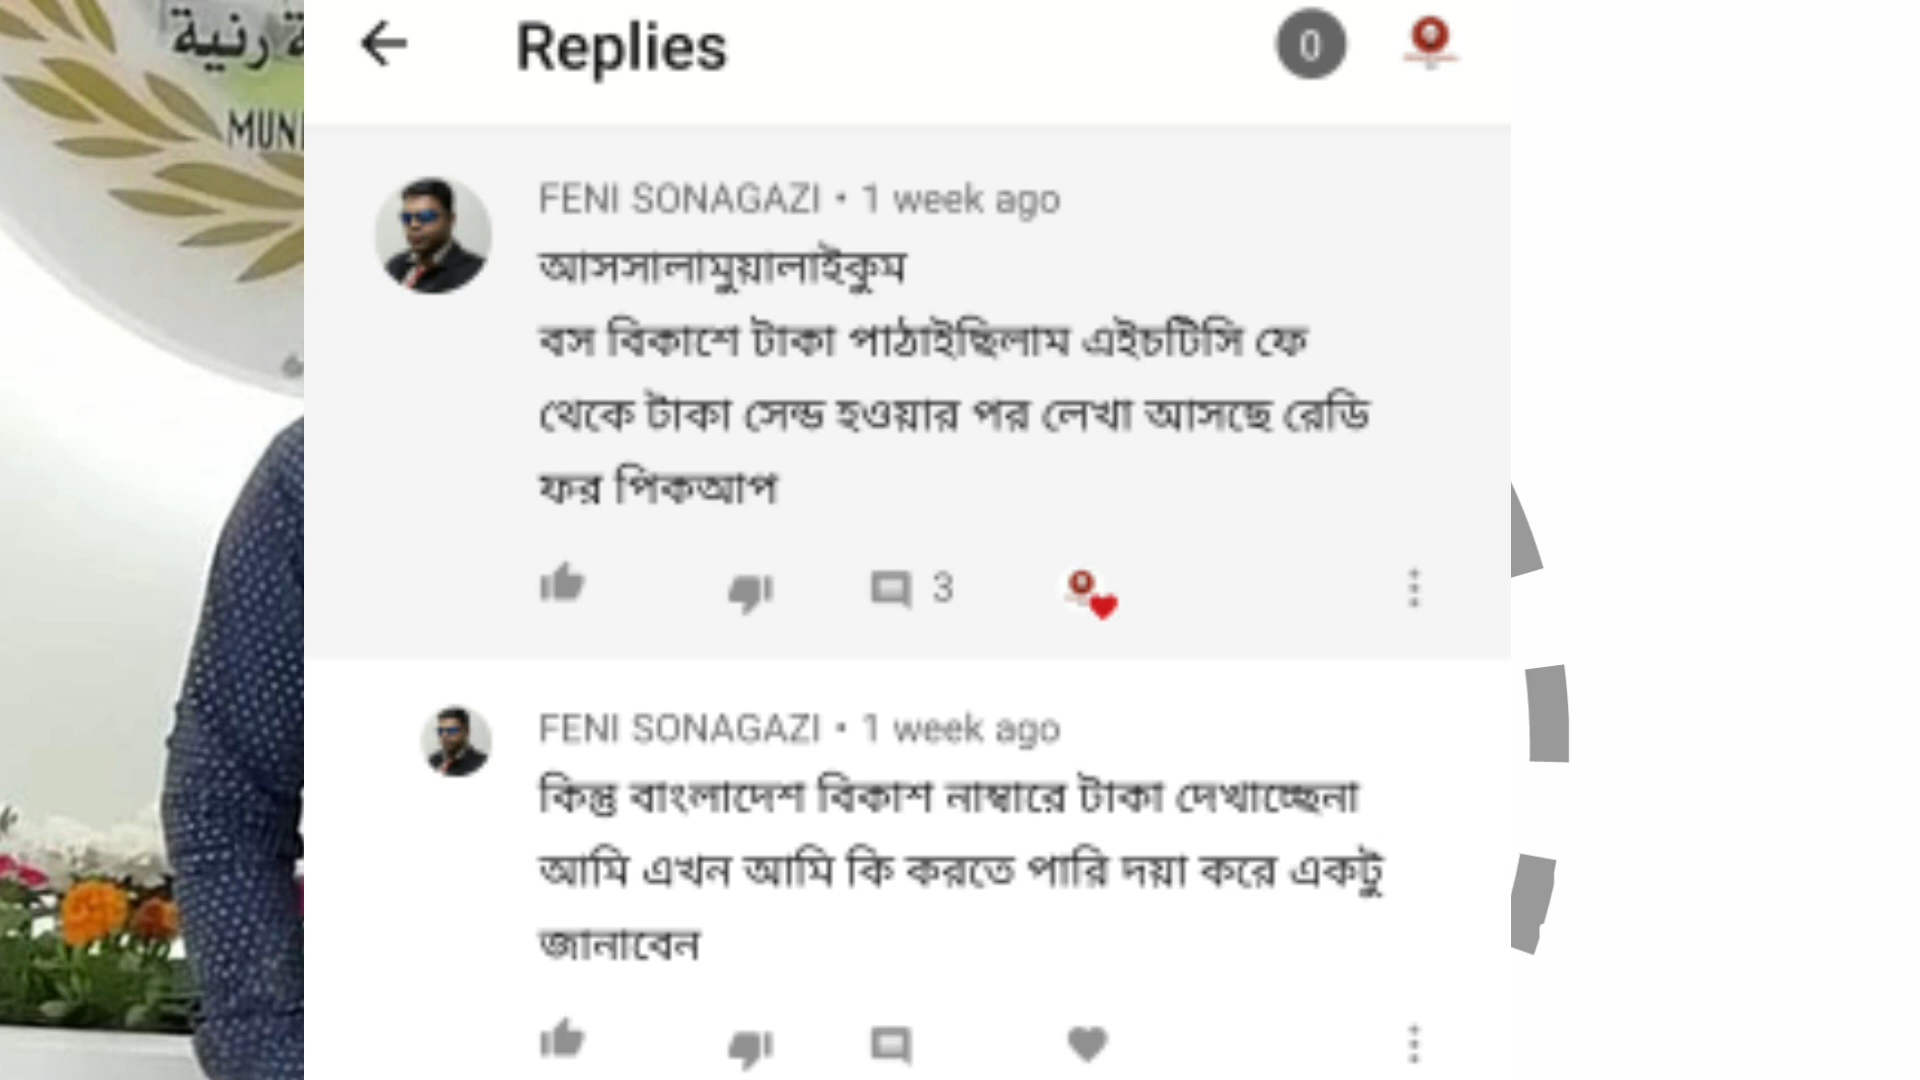 ة رنية
MUNI
Replies
0
FENI SONAGAZI • 1 week ago
আসসালামুয়ালাইকুম
বস বিকাশে টাকা পাঠাইছিলাম এইচটিসি ফে
থেকে টাকা সেন্ড হওয়ার পর লেখা আসছে রেডি
ফর পিকআপ
3
FENI SONAGAZI • 1 week ago
কিন্তু বাংলাদেশ বিকাশ নাম্বারে টাকা দেখাচ্ছেনা
আমি এখন আমি কি করতে পারি দয়া করে একটু
জানাবেন